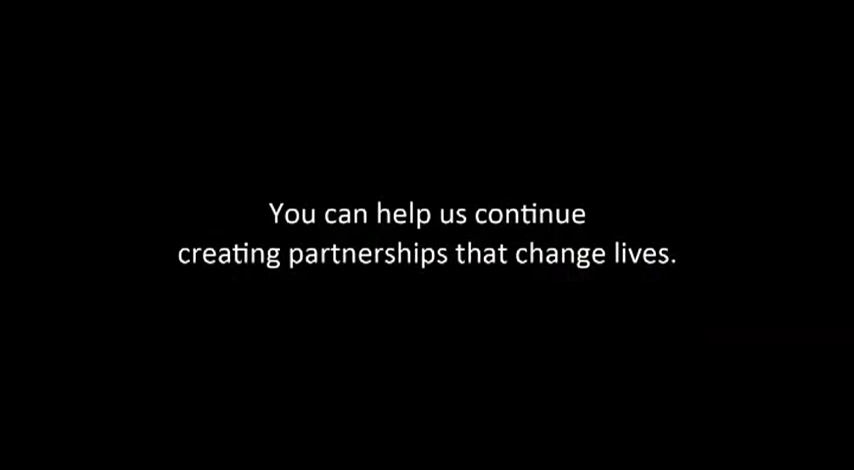 You can help us continue
creating partnerships that change lives.